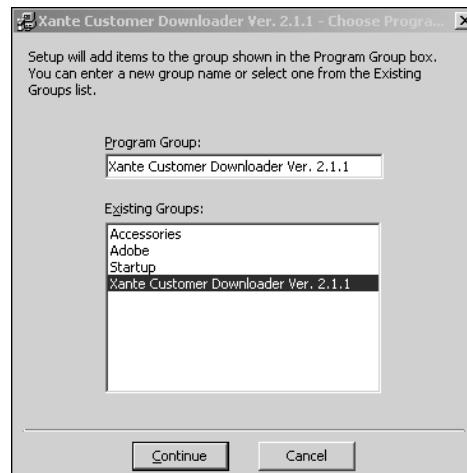 Xante Customer Downloader Ver. 2.1.1 - Choose Progra...
Setup will add items to the group shown in the Program Group box.
You can enter a new group name or select one from the Existing
Groups list.
Program Group:
Xante Customer Downloader Ver. 2.1.1
Existing Groups:
Accessories
Adobe
Startup
Xante Customer Downloader Ver. 2.1.1
Continue
Cancel